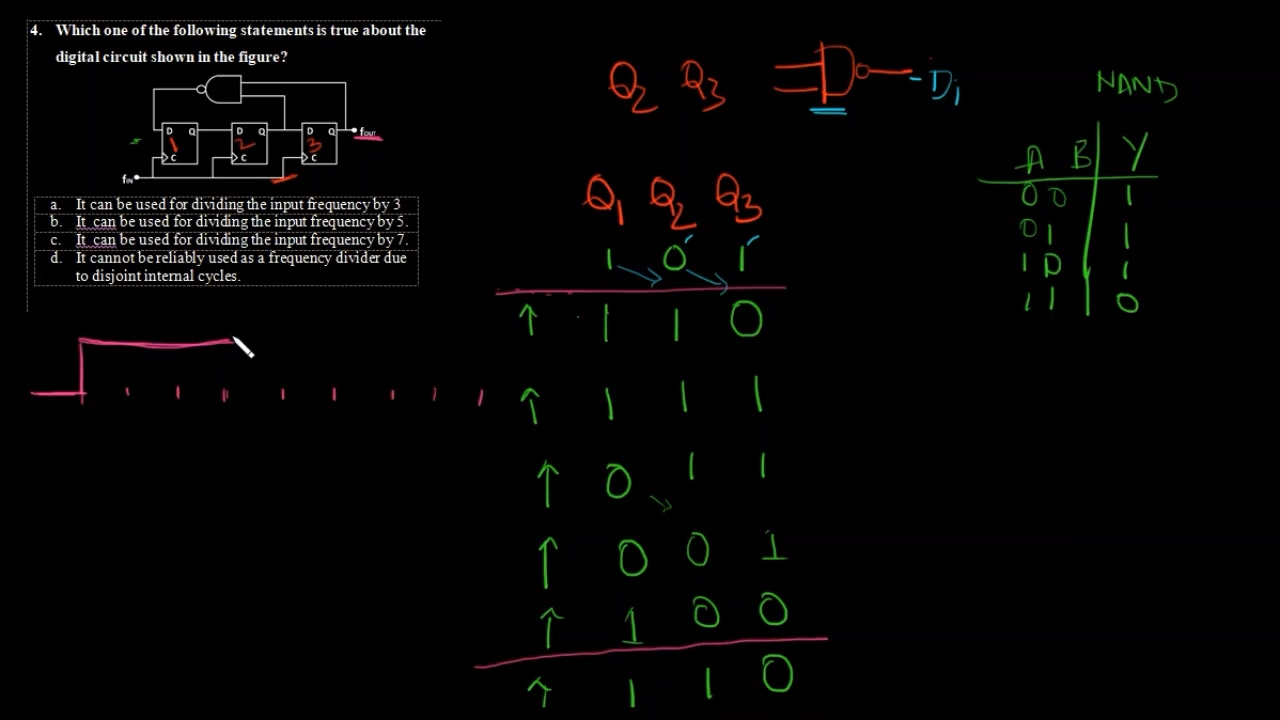 4. Which one of the following statements is true about the
digital circuit shown in the figure?
D Q D Q D Q fOUT
1 2 3
C C C
fIN
a. It can be used for dividing the input frequency by 3
b. It can be used for dividing the input frequency by 5.
c. It can be used for dividing the input frequency by 7.
d. It cannot be reliably used as a frequency divider due
to disjoint internal cycles.
Q2 Q3 D1
Q1 Q2 Q3
1 0 1
↑ 1 1 0
↑ 1 1 1
↑ 0 1 1
↑ 0 0 1
↑ 1 0 0
↑ 1 1 0
NAND
A B Y
0 0 1
0 1 1
1 0 1
1 1 0